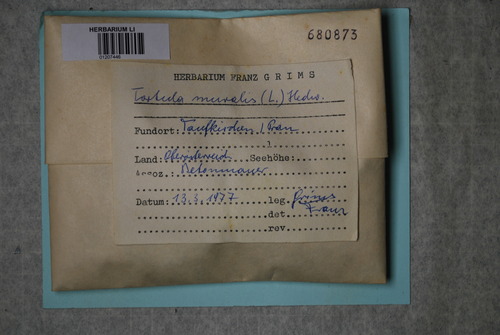 HERBARIUM LI
01207448
680873
HERBARIUM FRANZ GRIMS
Tortula muralis (L.) Hedw.
Fundort: Taufkirchen / Pram
Land: Oberösterreich Seehöhe:
Betonmauer
Datum: 13.3.1977 leg. Grims
det. Franz
rev.